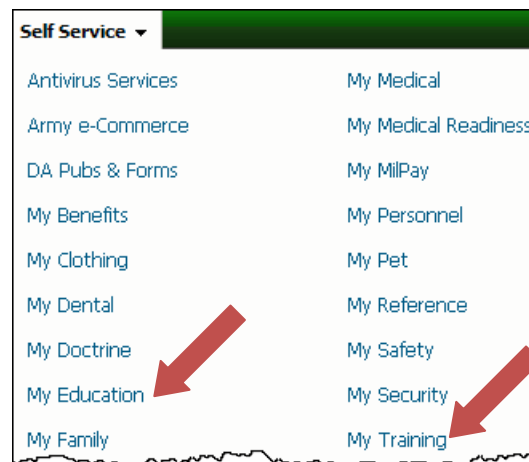 Self Service
Antivirus Services
Army e-Commerce
DA Pubs & Forms
My Benefits
My Clothing
My Dental
My Doctrine
My Education
My Family
My Medical
My Medical Readiness
My MilPay
My Personnel
My Pet
My Reference
My Safety
My Security
My Training